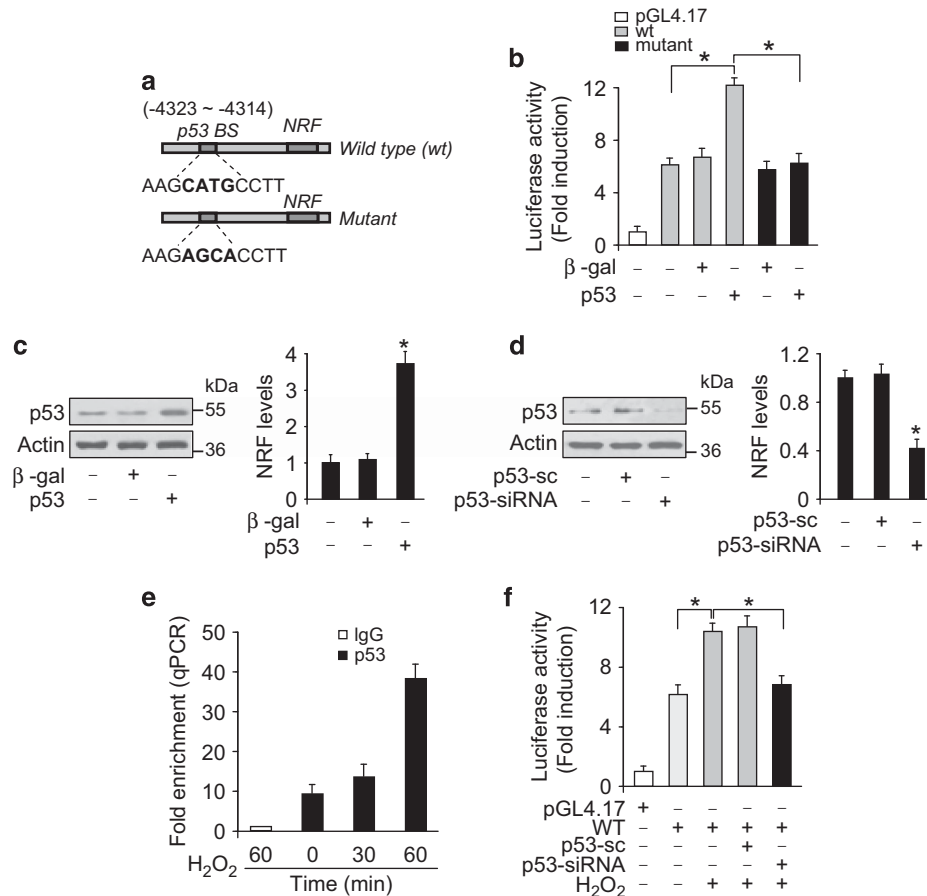 a
(-4323 ~ -4314)
p53 BS
NRF
Wild type (wt)
AAGCATGCCTT
NRF
Mutant
AAGAGCACCTT
b
pGL4.17
wt
mutant
* *
Luciferase activity
(Fold induction)
12
8
4
0
β -gal – – + – + –
p53 – – – + – +
c
kDa
p53
55
Actin
36
β -gal – + –
p53 – – +
NRF levels
4
3
2
1
0
*
β -gal – + –
p53 – – +
d
kDa
p53
55
Actin
36
p53-sc – + –
p53-siRNA – – +
NRF levels
1.2
0.8
0.4
0
*
p53-sc – + –
p53-siRNA – – +
e
IgG
p53
Fold enrichment (qPCR)
50
40
30
20
10
0
H2O2 60 0 30 60
Time (min)
f
* *
Luciferase activity
(Fold induction)
12
8
4
0
pGL4.17 + – – – –
WT – + + + +
p53-sc – – – + –
p53-siRNA – – – – +
H2O2 – – + + +